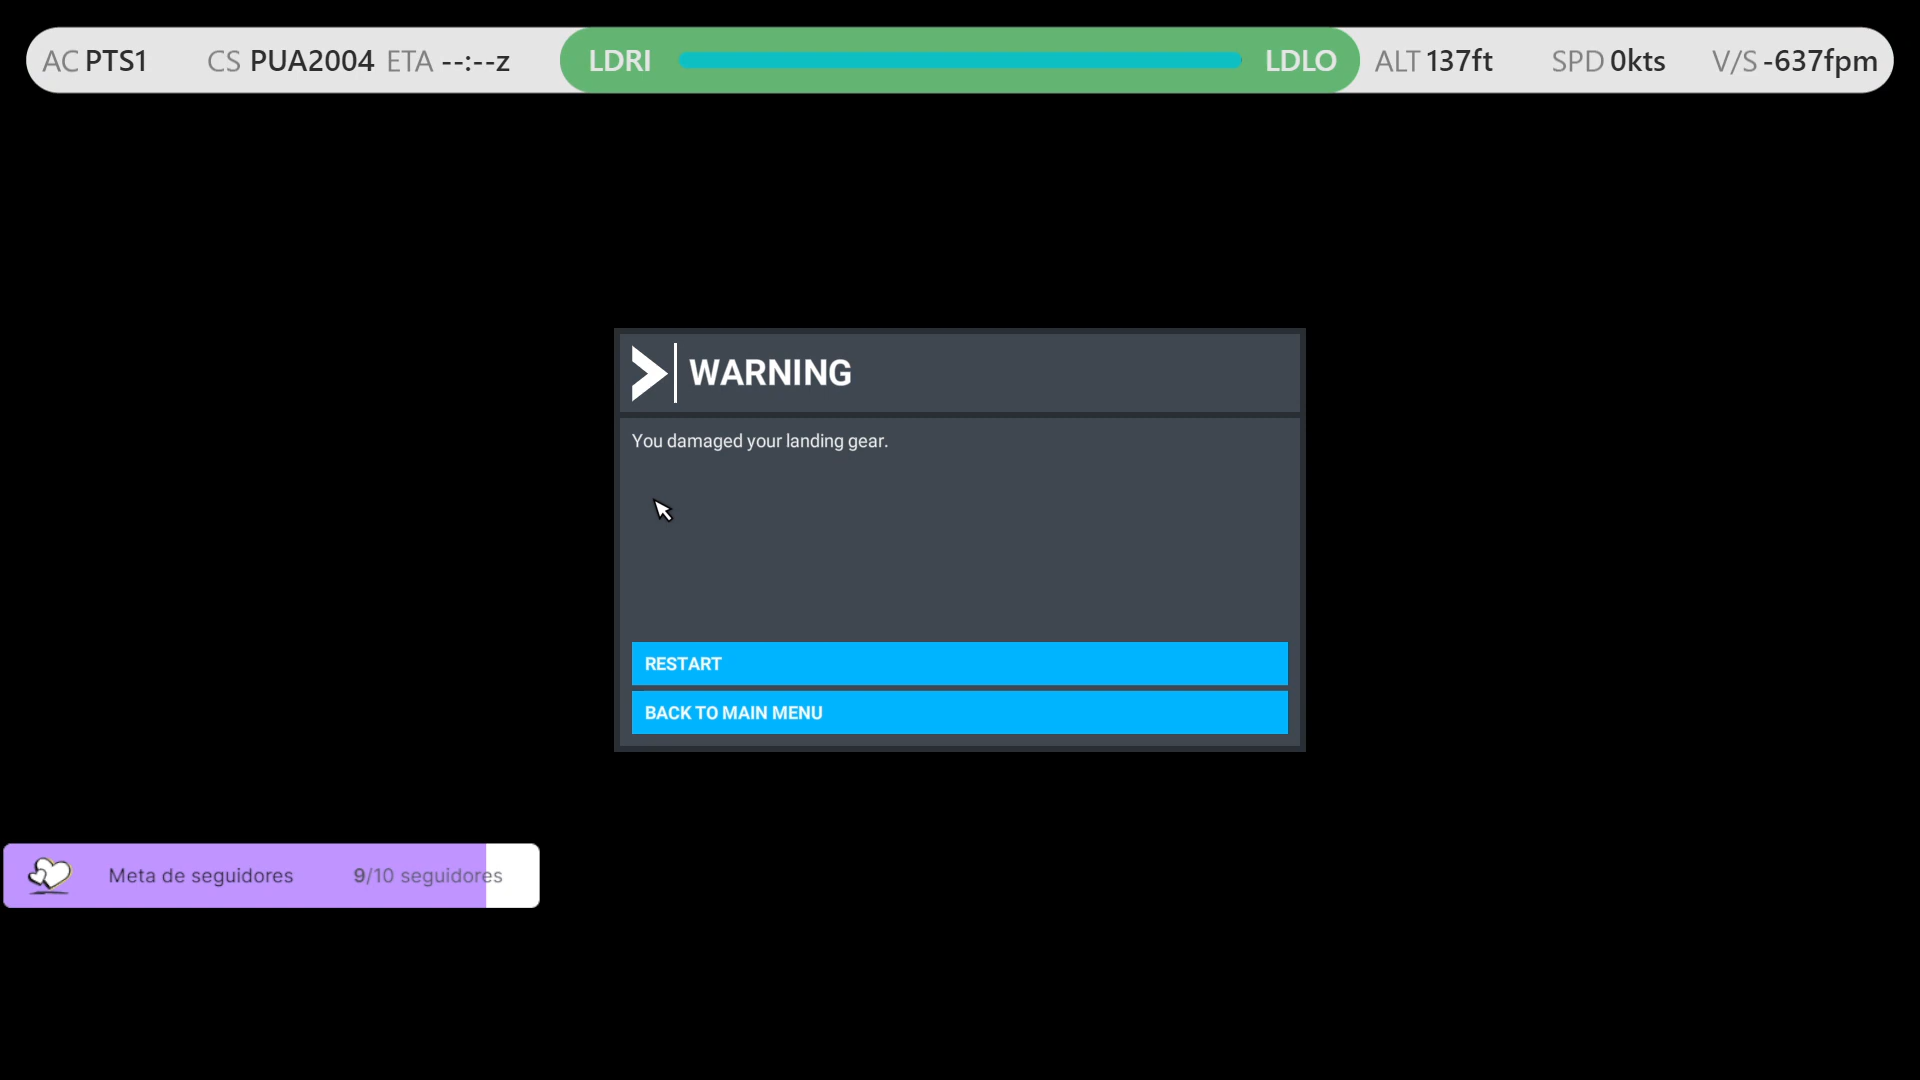 AC PTS1 CS PUA2004 ETA --:--z LDRI LDLO ALT 137ft SPD 0kts V/S -637fpm
WARNING
You damaged your landing gear.
RESTART
BACK TO MAIN MENU
Meta de seguidores 9/10 seguidores